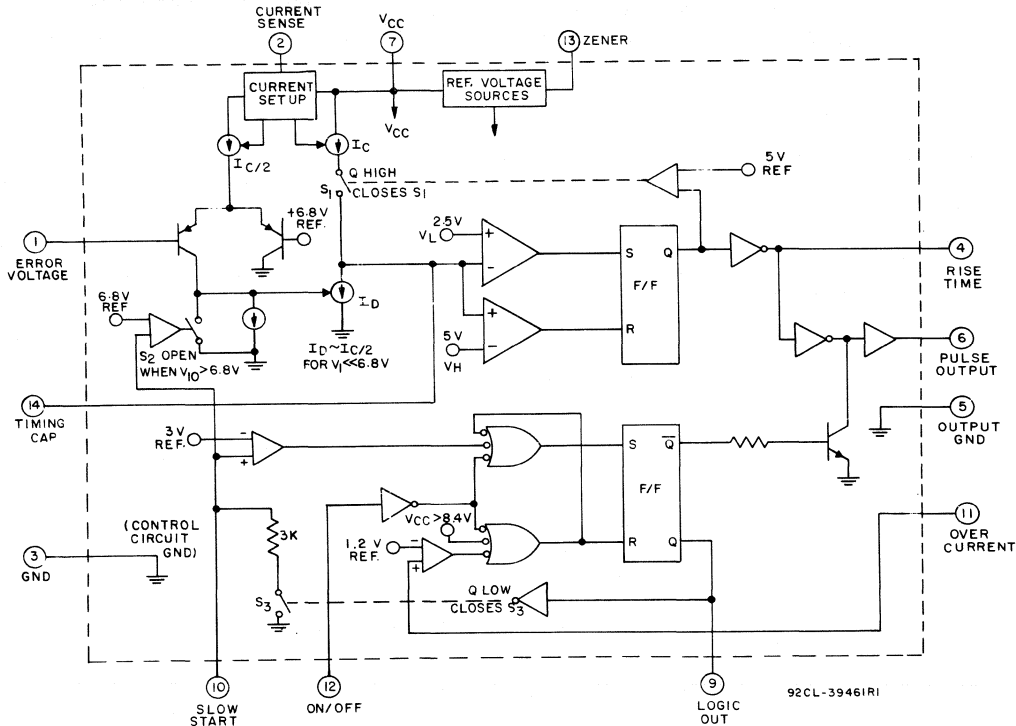 CURRENT
SENSE
2
VCC
7
13 ZENER
CURRENT
SET UP
REF. VOLTAGE
SOURCES
VCC
IC/2
IC
Q HIGH
S1
CLOSES S1
5V
REF
+6.8V
REF.
2.5V
VL
+
-
S
Q
F/F
R
1
ERROR
VOLTAGE
4
RISE
TIME
6.8V
REF
ID
+
5V
VH
-
S2 OPEN
WHEN V10>6.8V
ID~IC/2
FOR V1<<6.8V
6
PULSE
OUTPUT
14
TIMING
CAP
5
OUTPUT
GND
3V
REF.
-
+
S
Q̅
F/F
R
Q
VCC>8.4V
1.2 V
REF.
-
+
11
OVER
CURRENT
(CONTROL
CIRCUIT
GND)
3K
3
GND
S3
Q LOW
CLOSES S3
10
SLOW
START
12
ON/OFF
9
LOGIC
OUT
92CL-39461R1